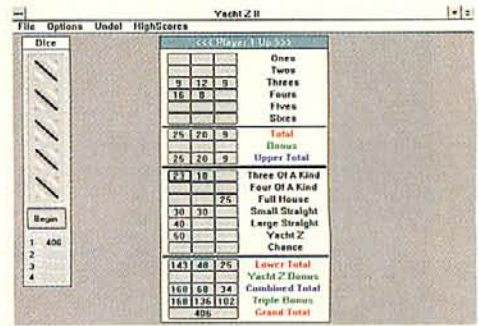 Yacht Z II
File Options Undo! HighScores
Dice
<<< Player 1 Up >>>
Ones
Twos
9 12 9 Threes
16 8 Fours
Fives
Sixes
25 20 9 Total
Bonus
25 20 9 Upper Total
23 18 Three Of A Kind
Four Of A Kind
25 Full House
30 30 Small Straight
40 Large Straight
50 Yacht Z
Chance
Begin
1 406
2
3
4
143 48 25 Lower Total
Yacht Z Bonus
168 68 34 Combined Total
168 136 102 Triple Bonus
406 Grand Total